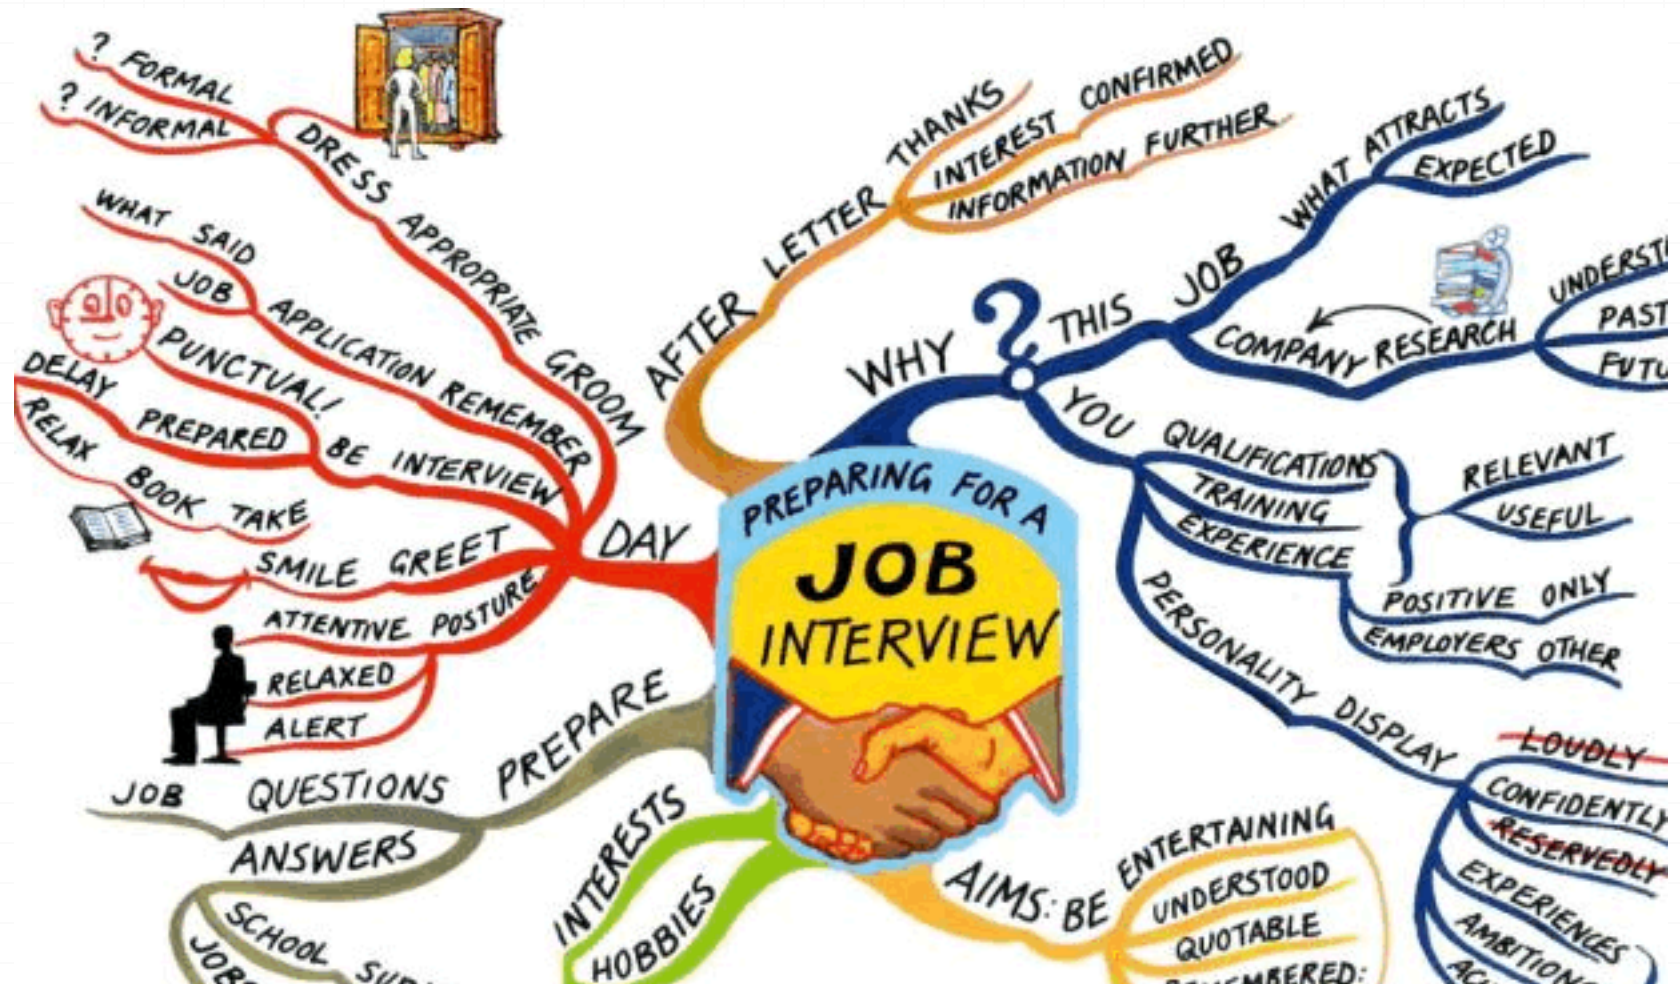 PREPARING FOR A
JOB
INTERVIEW
AFTER
LETTER
THANKS
INTEREST CONFIRMED
INFORMATION FURTHER
WHY ?
THIS
JOB
WHAT ATTRACTS
EXPECTED
COMPANY RESEARCH
PAST
YOU
QUALIFICATIONS
TRAINING
EXPERIENCE
RELEVANT
USEFUL
POSITIVE ONLY
EMPLOYERS OTHER
PERSONALITY DISPLAY
LOUDLY
CONFIDENTLY
RESERVEDLY
EXPERIENCES
AIMS: BE
ENTERTAINING
UNDERSTOOD
QUOTABLE
INTERESTS
HOBBIES
PREPARE
QUESTIONS
JOB
ANSWERS
SCHOOL
DAY
GROOM
APPROPRIATE
DRESS
? FORMAL
? INFORMAL
REMEMBER
APPLICATION
WHAT SAID
JOB
INTERVIEW
BE
PUNCTUAL!
PREPARED
DELAY
RELAX
BOOK TAKE
GREET
SMILE
POSTURE
ATTENTIVE
RELAXED
ALERT